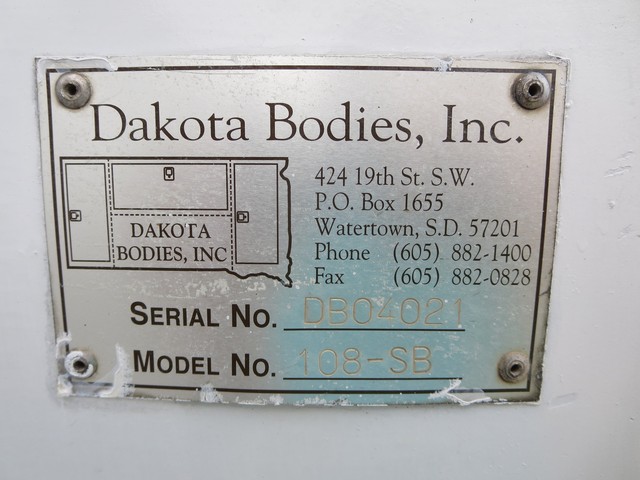 Dakota Bodies, Inc.
DAKOTA
BODIES, INC
424 19th St. S.W.
P.O. Box 1655
Watertown, S.D. 57201
Phone (605) 882-1400
Fax (605) 882-0828
SERIAL NO. DB04021
MODEL NO. 108-SB